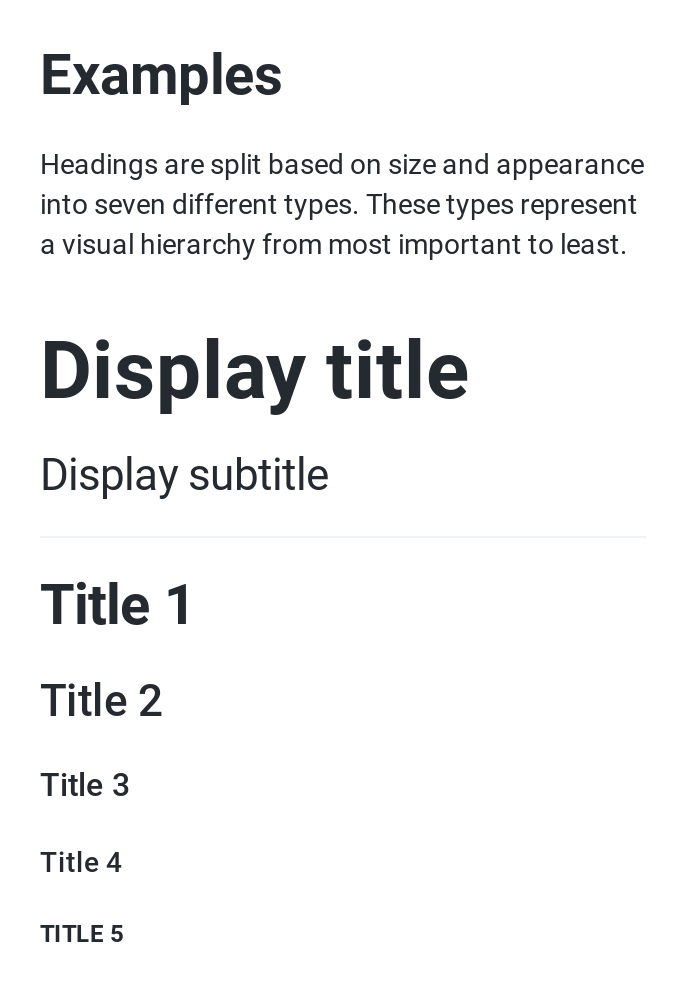 Examples
Headings are split based on size and appearance
into seven different types. These types represent
a visual hierarchy from most important to least.
Display title
Display subtitle
Title 1
Title 2
Title 3
Title 4
TITLE 5